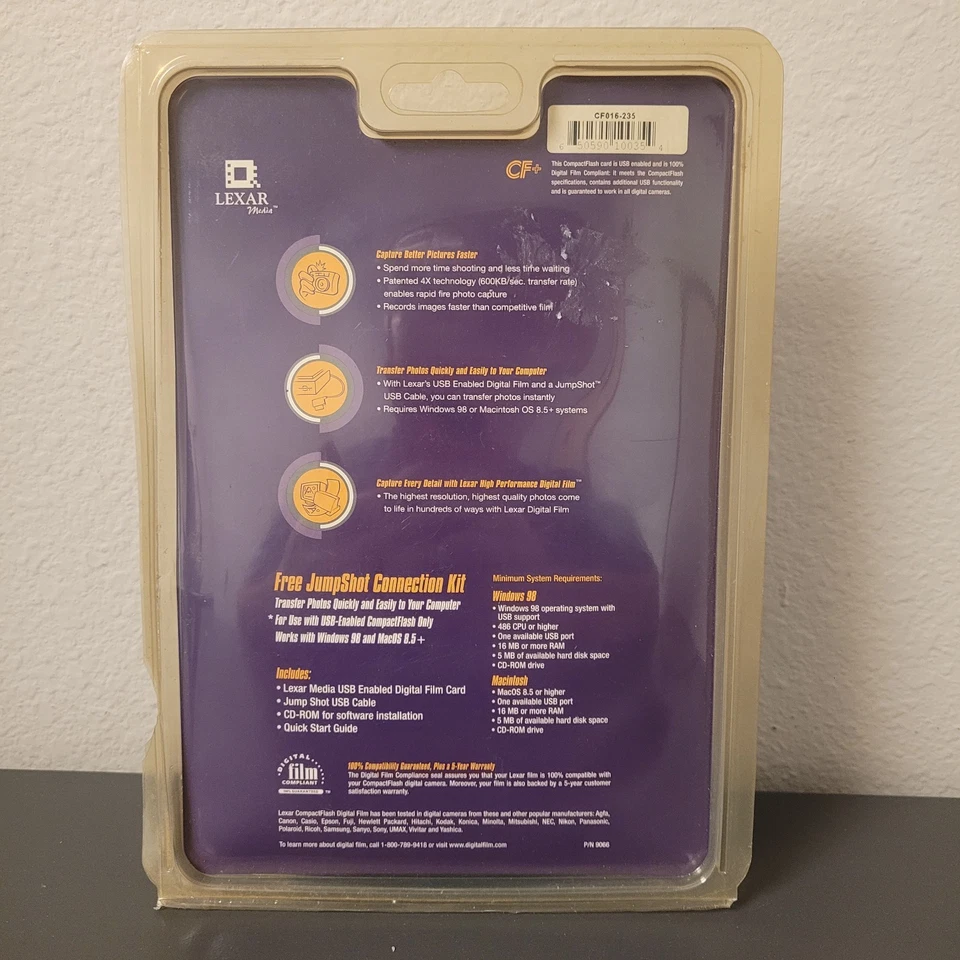 CF016-235
6 50590 10035 4
LEXAR
Media™
CF+
This CompactFlash card is USB enabled and is 100%
Digital Film Compliant: it meets the CompactFlash
specifications, contains additional USB functionality
and is guaranteed to work in all digital cameras.
Capture Better Pictures Faster
• Spend more time shooting and less time waiting
• Patented 4X technology (600KB/sec. transfer rate)
enables rapid fire photo capture
• Records images faster than competitive film
Transfer Photos Quickly and Easily to Your Computer
• With Lexar's USB Enabled Digital Film and a JumpShot™
USB Cable, you can transfer photos instantly
• Requires Windows 98 or Macintosh OS 8.5+ systems
Capture Every Detail with Lexar High Performance Digital Film™
• The highest resolution, highest quality photos come
to life in hundreds of ways with Lexar Digital Film
Free JumpShot Connection Kit
Transfer Photos Quickly and Easily to Your Computer
* For Use with USB-Enabled CompactFlash Only
Works with Windows 98 and MacOS 8.5+
Includes:
• Lexar Media USB Enabled Digital Film Card
• Jump Shot USB Cable
• CD-ROM for software installation
• Quick Start Guide
Minimum System Requirements:
Windows 98
• Windows 98 operating system with
USB support
• 486 CPU or higher
• One available USB port
• 16 MB or more RAM
• 5 MB of available hard disk space
• CD-ROM drive
Macintosh
• MacOS 8.5 or higher
• One available USB port
• 16 MB or more RAM
• 5 MB of available hard disk space
• CD-ROM drive
DIGITAL
film
COMPLIANT
100% GUARANTEED ™
100% Compatibility Guaranteed, Plus a 5-Year Warranty
The Digital Film Compliance seal assures you that your Lexar film is 100% compatible with
your CompactFlash digital camera. Moreover, your film is also backed by a 5-year customer
satisfaction warranty.
Lexar CompactFlash Digital Film has been tested in digital cameras from these and other popular manufacturers: Agfa,
Canon, Casio, Epson, Fuji, Hewlett Packard, Hitachi, Kodak, Konica, Minolta, Mitsubishi, NEC, Nikon, Panasonic,
Polaroid, Ricoh, Samsung, Sanyo, Sony, UMAX, Vivitar and Yashica.
To learn more about digital film, call 1-800-789-9418 or visit www.digitalfilm.com
P/N 9066